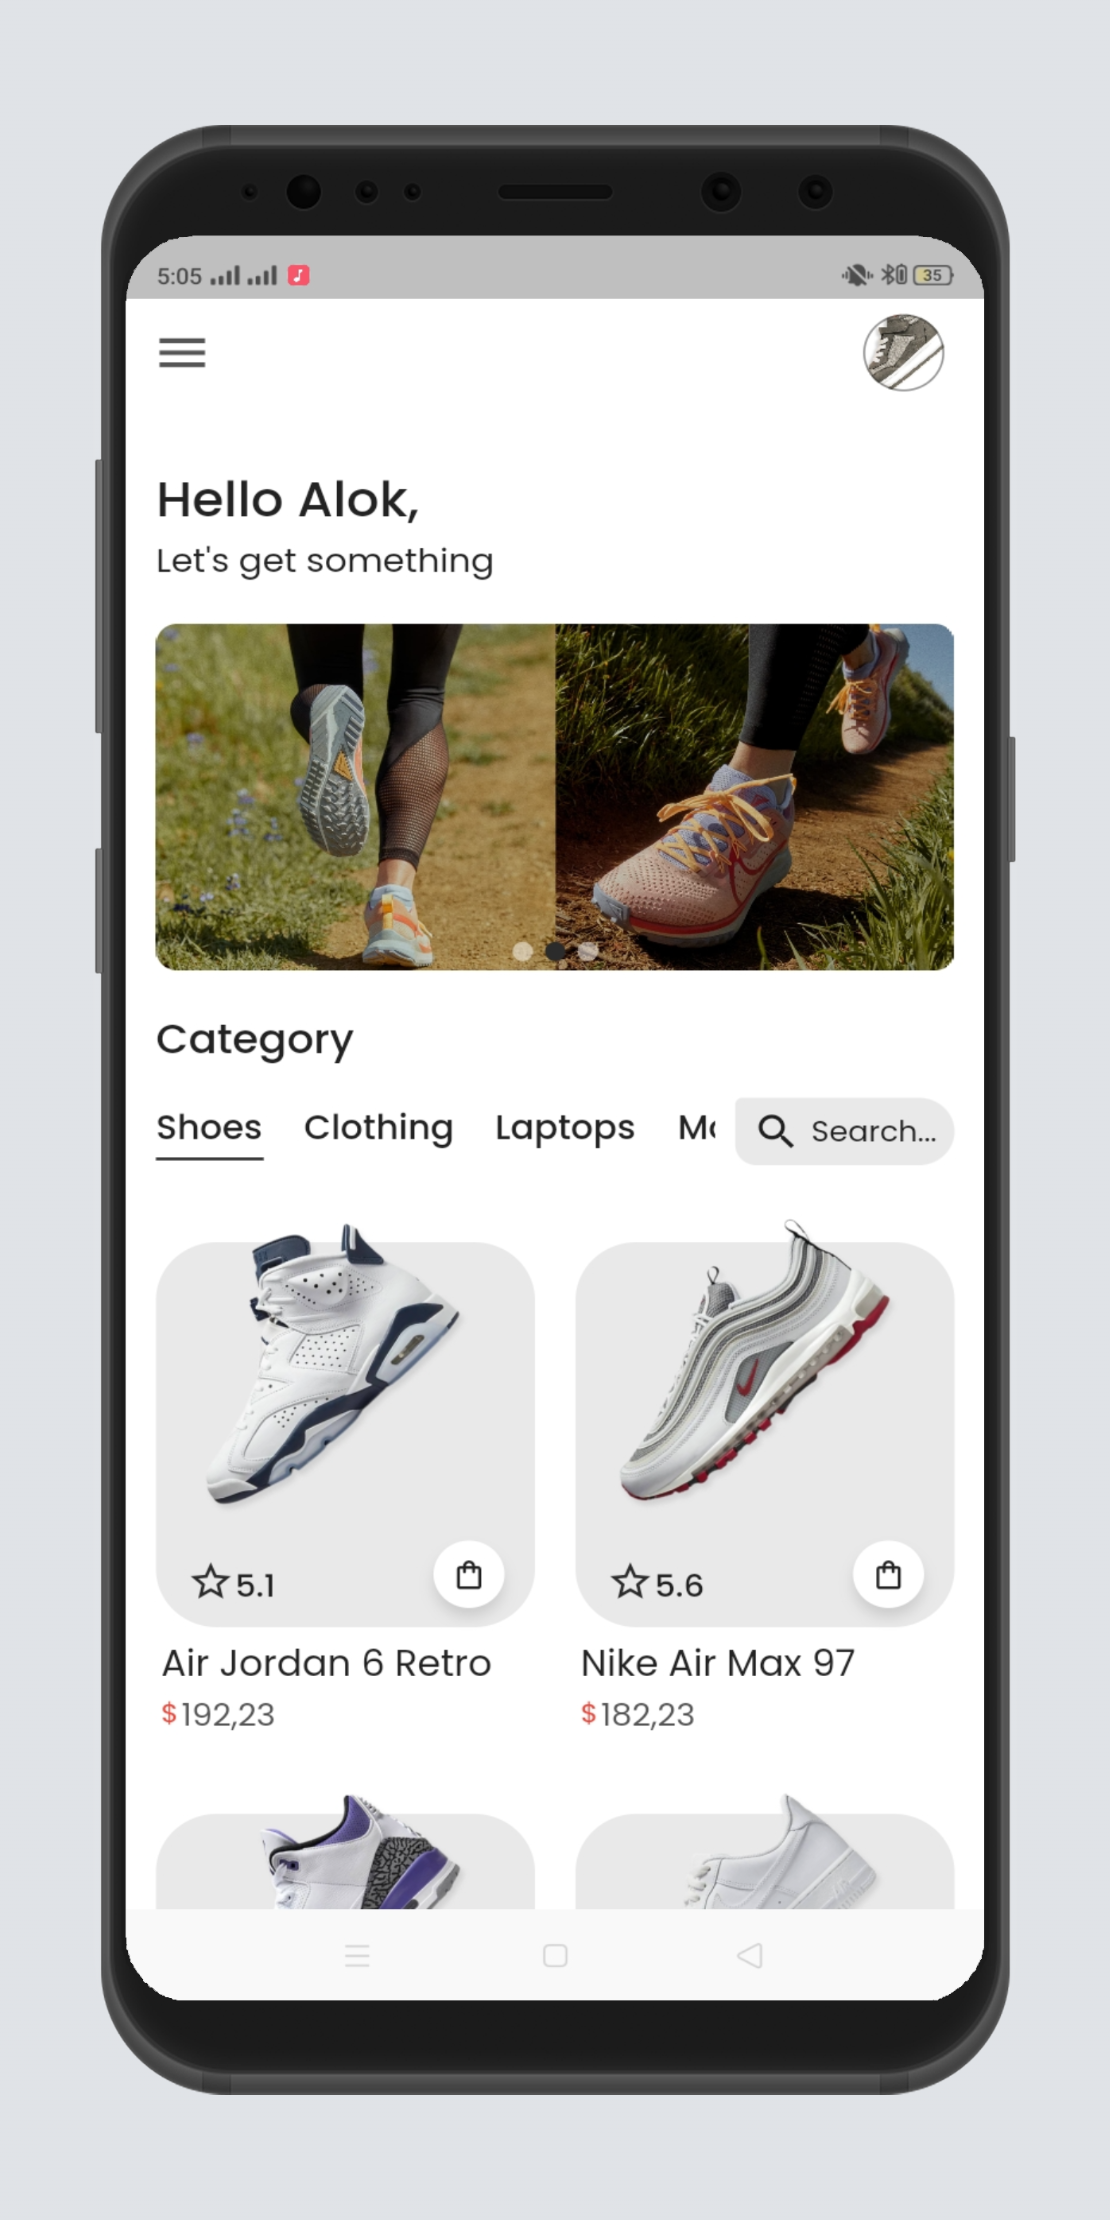 5:05 35
Hello Alok,
Let's get something
Category
Shoes Clothing Laptops Mo Search...
5.1 5.6
Air Jordan 6 Retro Nike Air Max 97
$192,23 $182,23